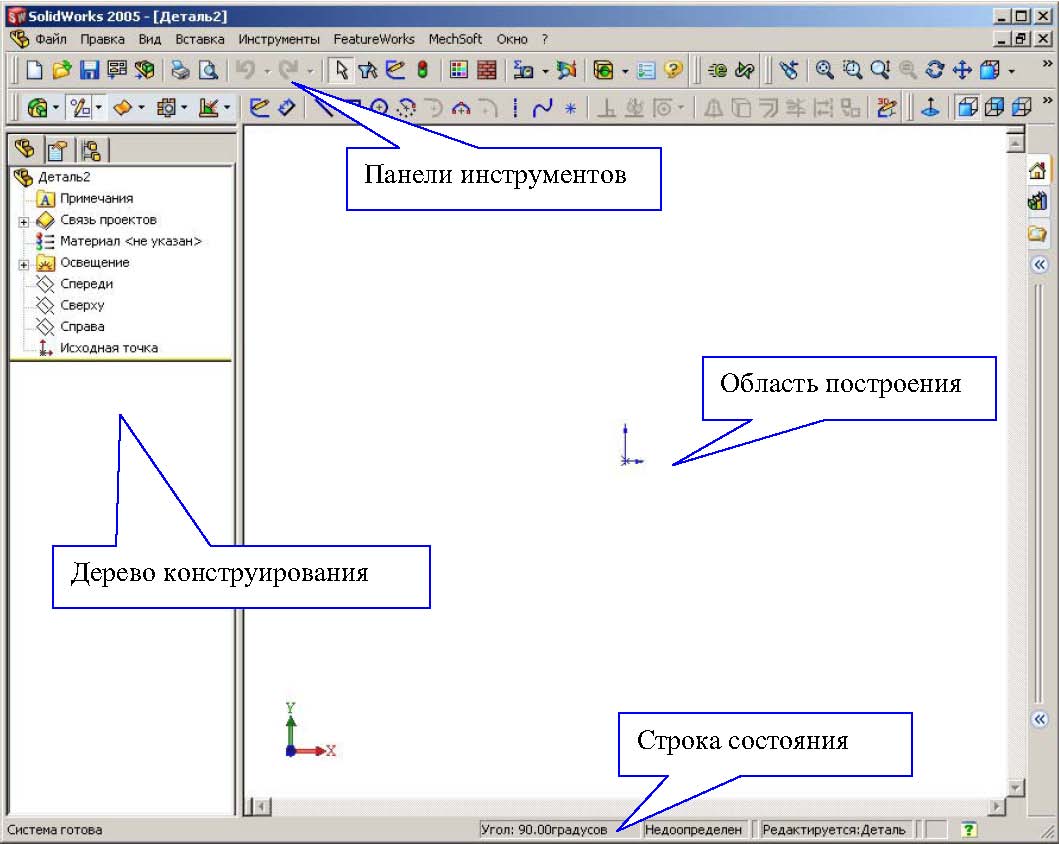 SolidWorks 2005 - [Деталь2]
Файл Правка Вид Вставка Инструменты FeatureWorks MechSoft Окно ?
Панели инструментов
Деталь2
Примечания
Связь проектов
Материал <не указан>
Освещение
Спереди
Сверху
Справа
Исходная точка
Область построения
Дерево конструирования
Y
X
Строка состояния
Система готова Угол: 90.00градусов Недоопределен Редактируется:Деталь ?